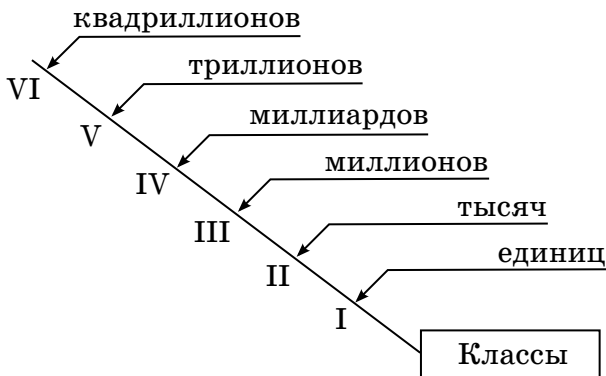 квадриллионов
VI
триллионов
V
миллиардов
IV
миллионов
III
тысяч
II
единиц
I
Классы